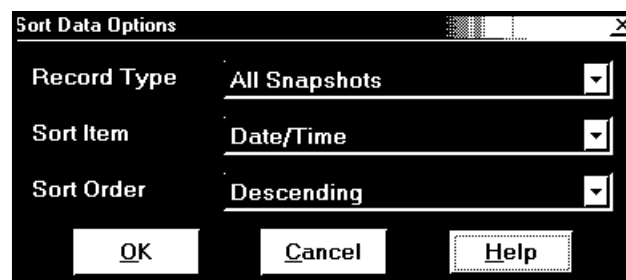 Sort Data Options X
Record Type All Snapshots
Sort Item Date/Time
Sort Order Descending
OK Cancel Help